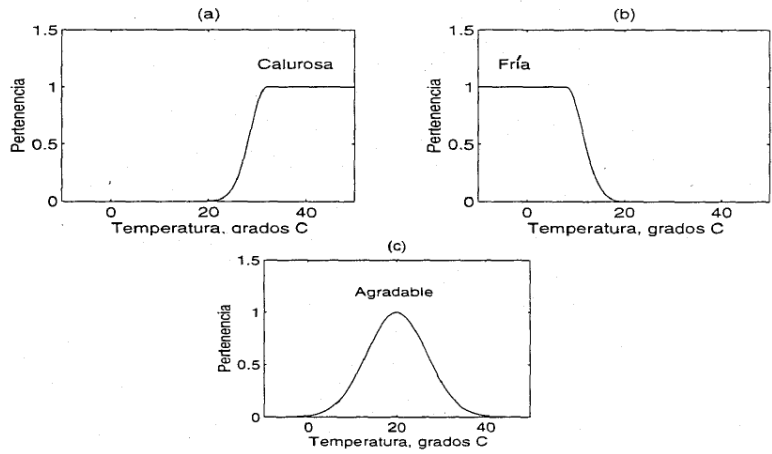 (a)
1.5
Calurosa
1
Pertenencia
0.5
0
0 20 40
Temperatura, grados C
(b)
1.5
Fría
1
Pertenencia
0.5
0
0 20 40
Temperatura, grados C
(c)
1.5
Agradable
1
Pertenencia
0.5
0
0 20 40
Temperatura, grados C